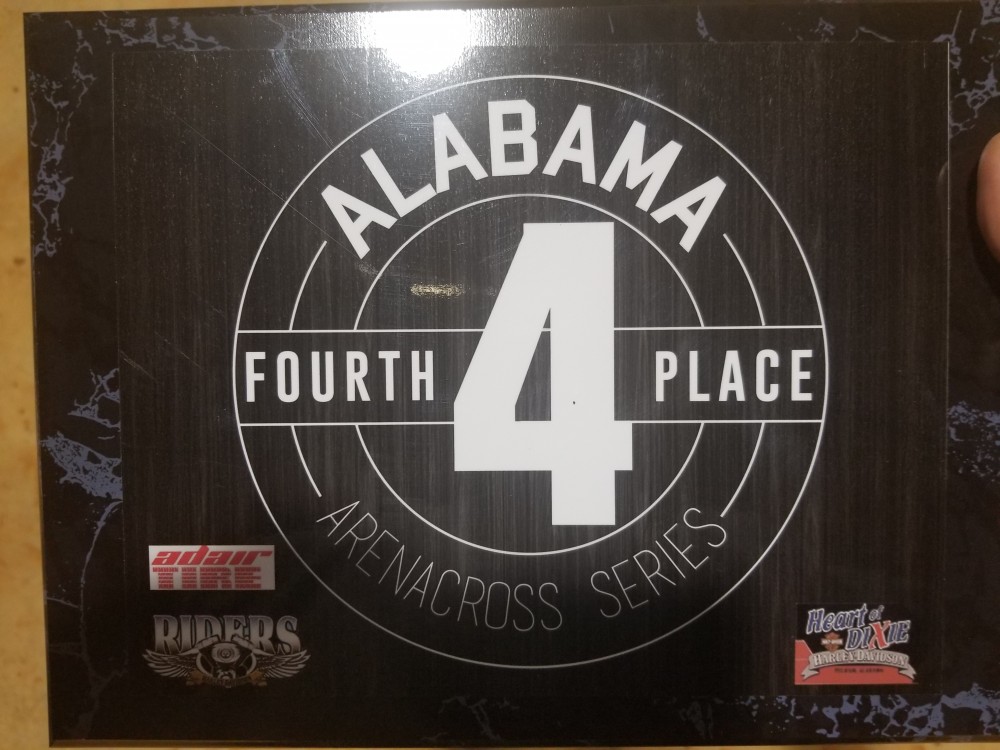 ALABAMA
4
FOURTH PLACE
ARENACROSS SERIES
adair
TIRE
RIDERS
Heart of
DIXIE
HARLEY-DAVIDSON